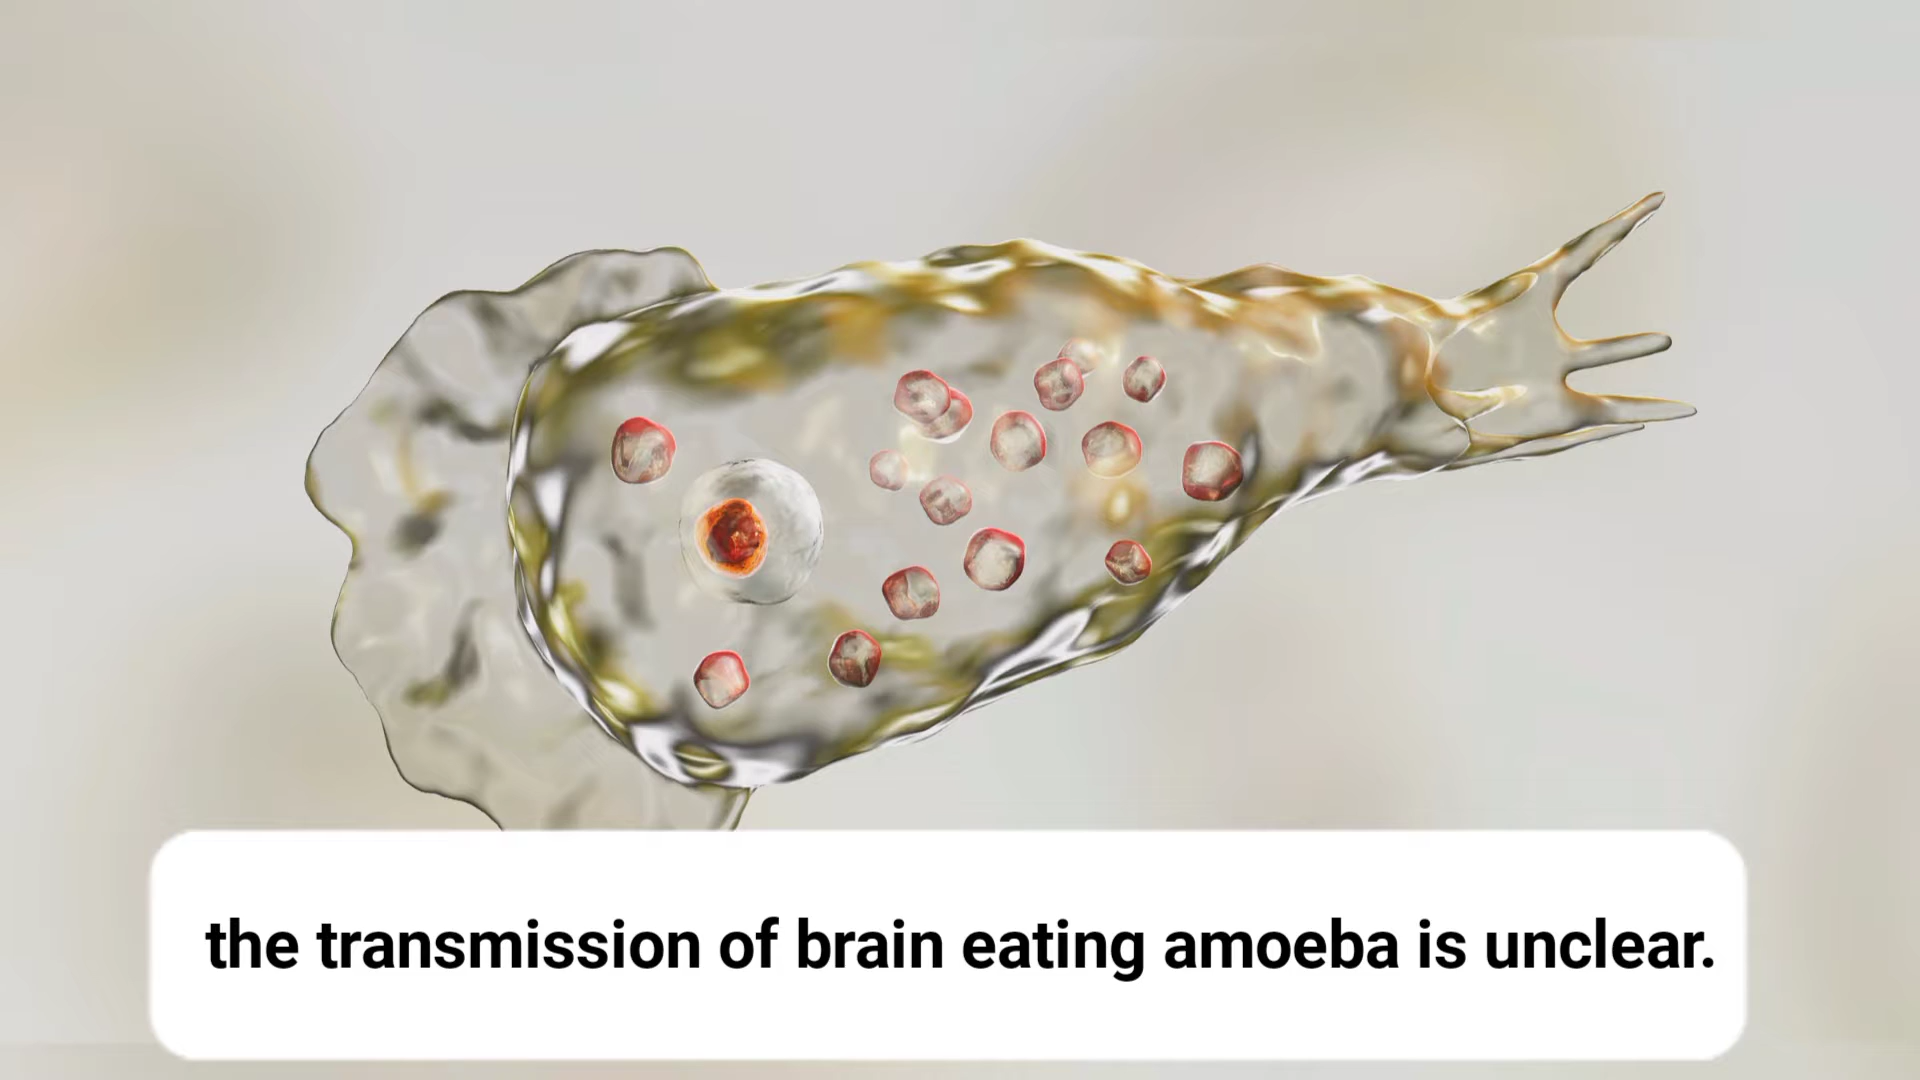 the transmission of brain eating amoeba is unclear.